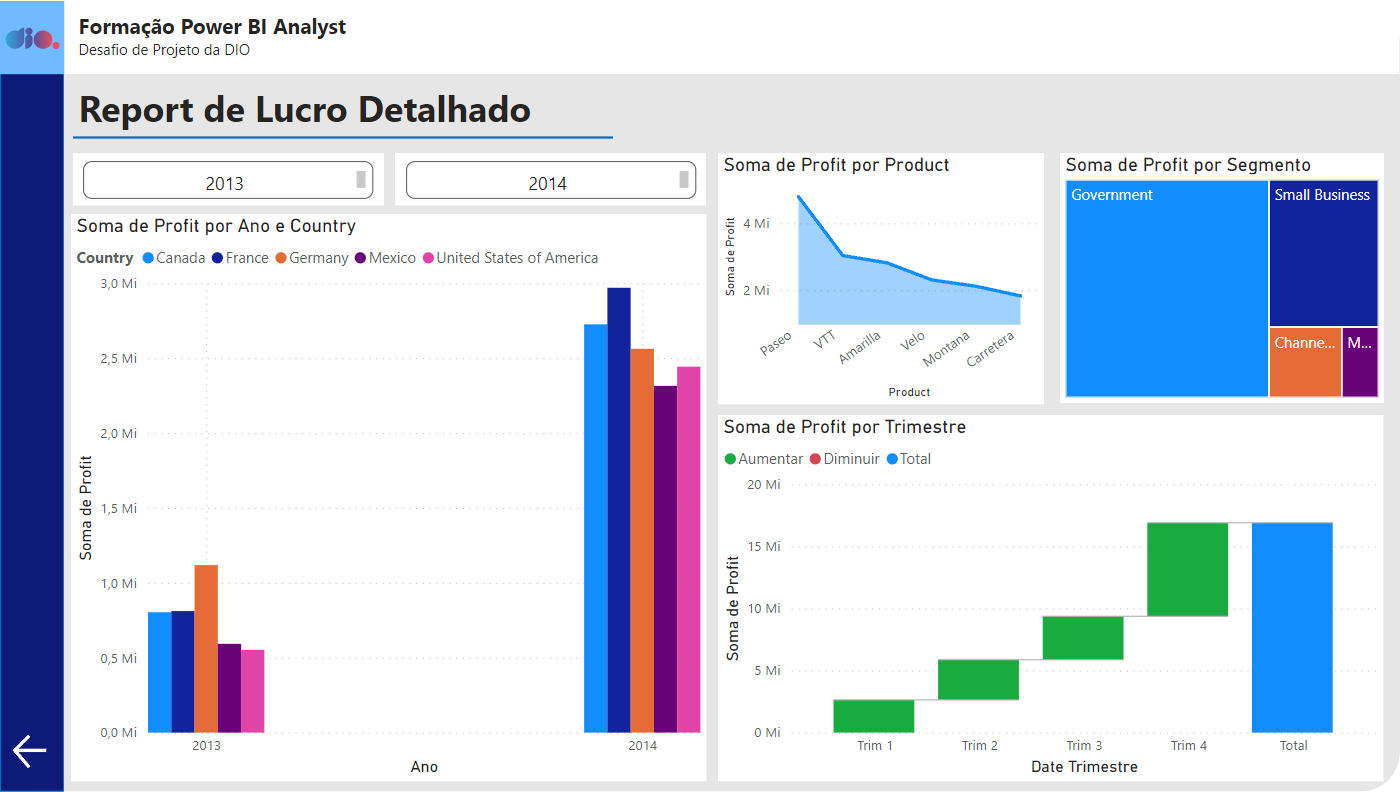 dio.
Formação Power BI Analyst
Desafio de Projeto da DIO
Report de Lucro Detalhado
2013
2014
Soma de Profit por Ano e Country
Country Canada France Germany Mexico United States of America
3,0 Mi
2,5 Mi
2,0 Mi
1,5 Mi
1,0 Mi
0,5 Mi
0,0 Mi
Soma de Profit
2013
2014
Ano
Soma de Profit por Product
4 Mi
2 Mi
Soma de Profit
Paseo
VTT
Amarilla
Velo
Montana
Carretera
Product
Soma de Profit por Segmento
Government
Small Business
Channe...
M...
Soma de Profit por Trimestre
Aumentar Diminuir Total
20 Mi
15 Mi
10 Mi
5 Mi
0 Mi
Soma de Profit
Trim 1
Trim 2
Trim 3
Trim 4
Total
Date Trimestre